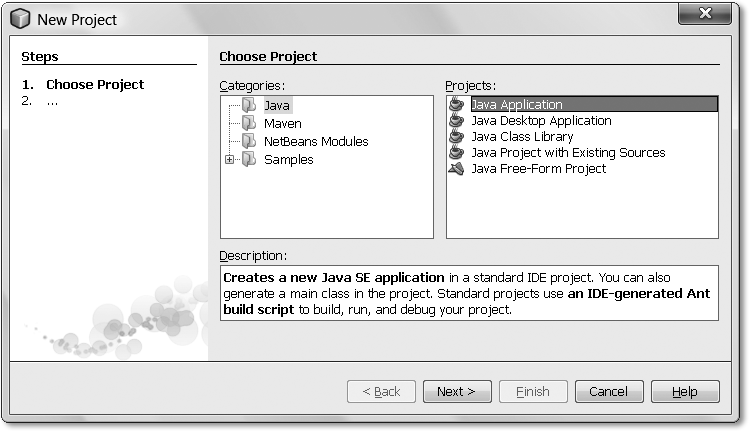 New Project
Steps
1. Choose Project
2. ...
Choose Project
Categories:
Java
Maven
NetBeans Modules
Samples
Projects:
Java Application
Java Desktop Application
Java Class Library
Java Project with Existing Sources
Java Free-Form Project
Description:
Creates a new Java SE application in a standard IDE project. You can also
generate a main class in the project. Standard projects use an IDE-generated Ant
build script to build, run, and debug your project.
< Back
Next >
Finish
Cancel
Help